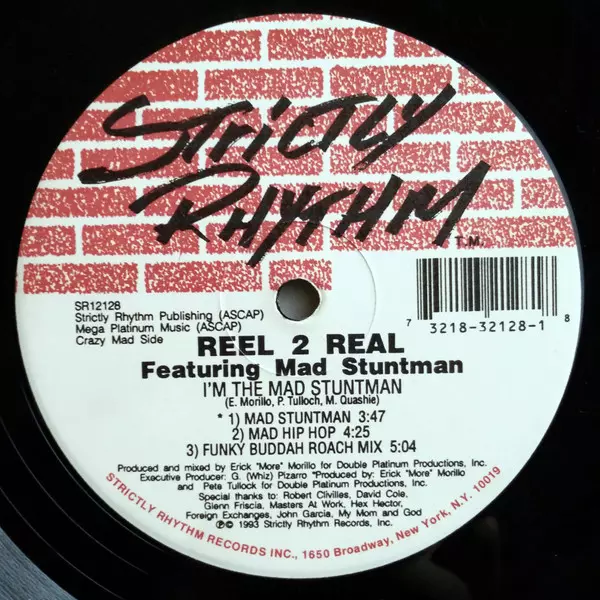 STRICTLY
RHYTHM
T.M.
SR12128
Strictly Rhythm Publishing (ASCAP)
Mega Platinum Music (ASCAP)
Crazy Mad Side
7 3218-32128-1 8
REEL 2 REAL
Featuring Mad Stuntman
I'M THE MAD STUNTMAN
(E. Morillo, P. Tulloch, M. Quashie)
* 1) MAD STUNTMAN 3:47
2) MAD HIP HOP 4:25
3) FUNKY BUDDAH ROACH MIX 5:04
Produced and mixed by Erick "More" Morillo for Double Platinum Productions, Inc.
Executive Producer: G. (Whiz) Pizarro *Produced by: Erick "More" Morillo
and Pete Tullock for Double Platinum Productions, Inc.
Special thanks to: Robert Clivilles, David Cole,
Glenn Friscia, Masters At Work, Hex Hector,
Foreign Exchanges, John Garcia, My Mom and God
℗© 1993 Strictly Rhythm Records, Inc.
STRICTLY RHYTHM RECORDS INC., 1650 Broadway, New York, N.Y. 10019